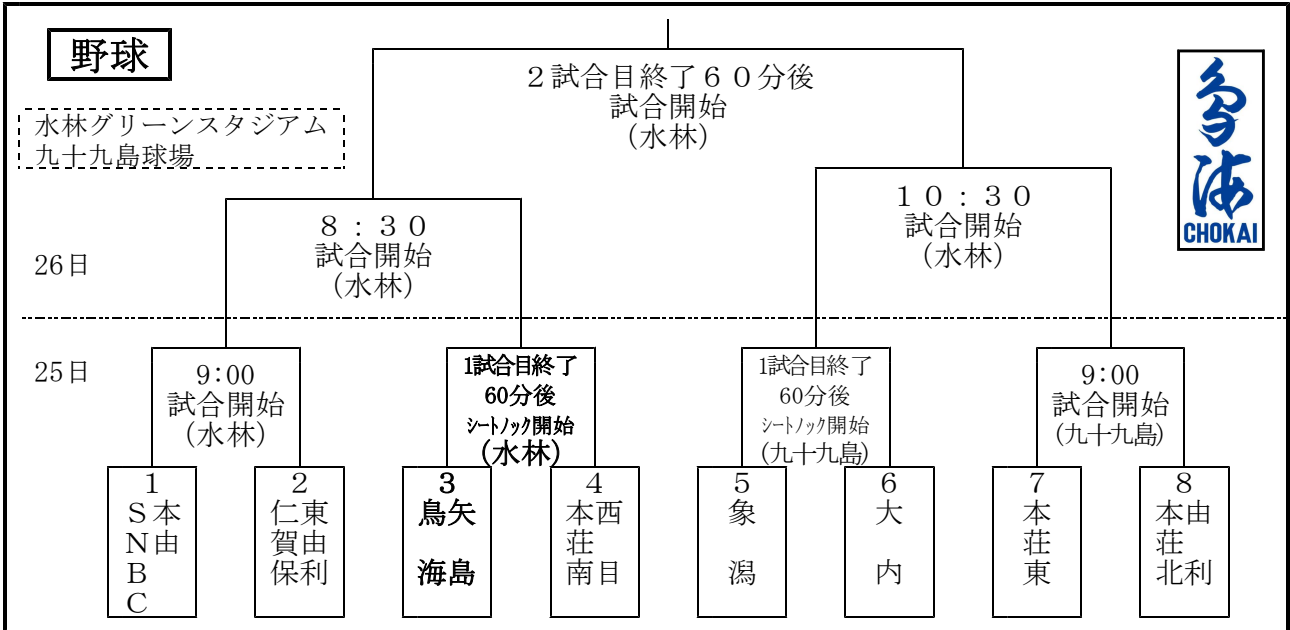 野球
水林グリーンスタジアム
九十九島球場
鳥海
CHOKAI
2試合目終了60分後
試合開始
(水林)
26日
8:30
試合開始
(水林)
10:30
試合開始
(水林)
25日
9:00
試合開始
(水林)
1試合目終了
60分後
シートノック開始
(水林)
1試合目終了
60分後
シートノック開始
(九十九島)
9:00
試合開始
(九十九島)
1
本由
SNBC
2
東由利
仁賀保
3
矢島
鳥海
4
西目
本荘南
5
象潟
6
大内
7
本荘東
8
由利
本荘北